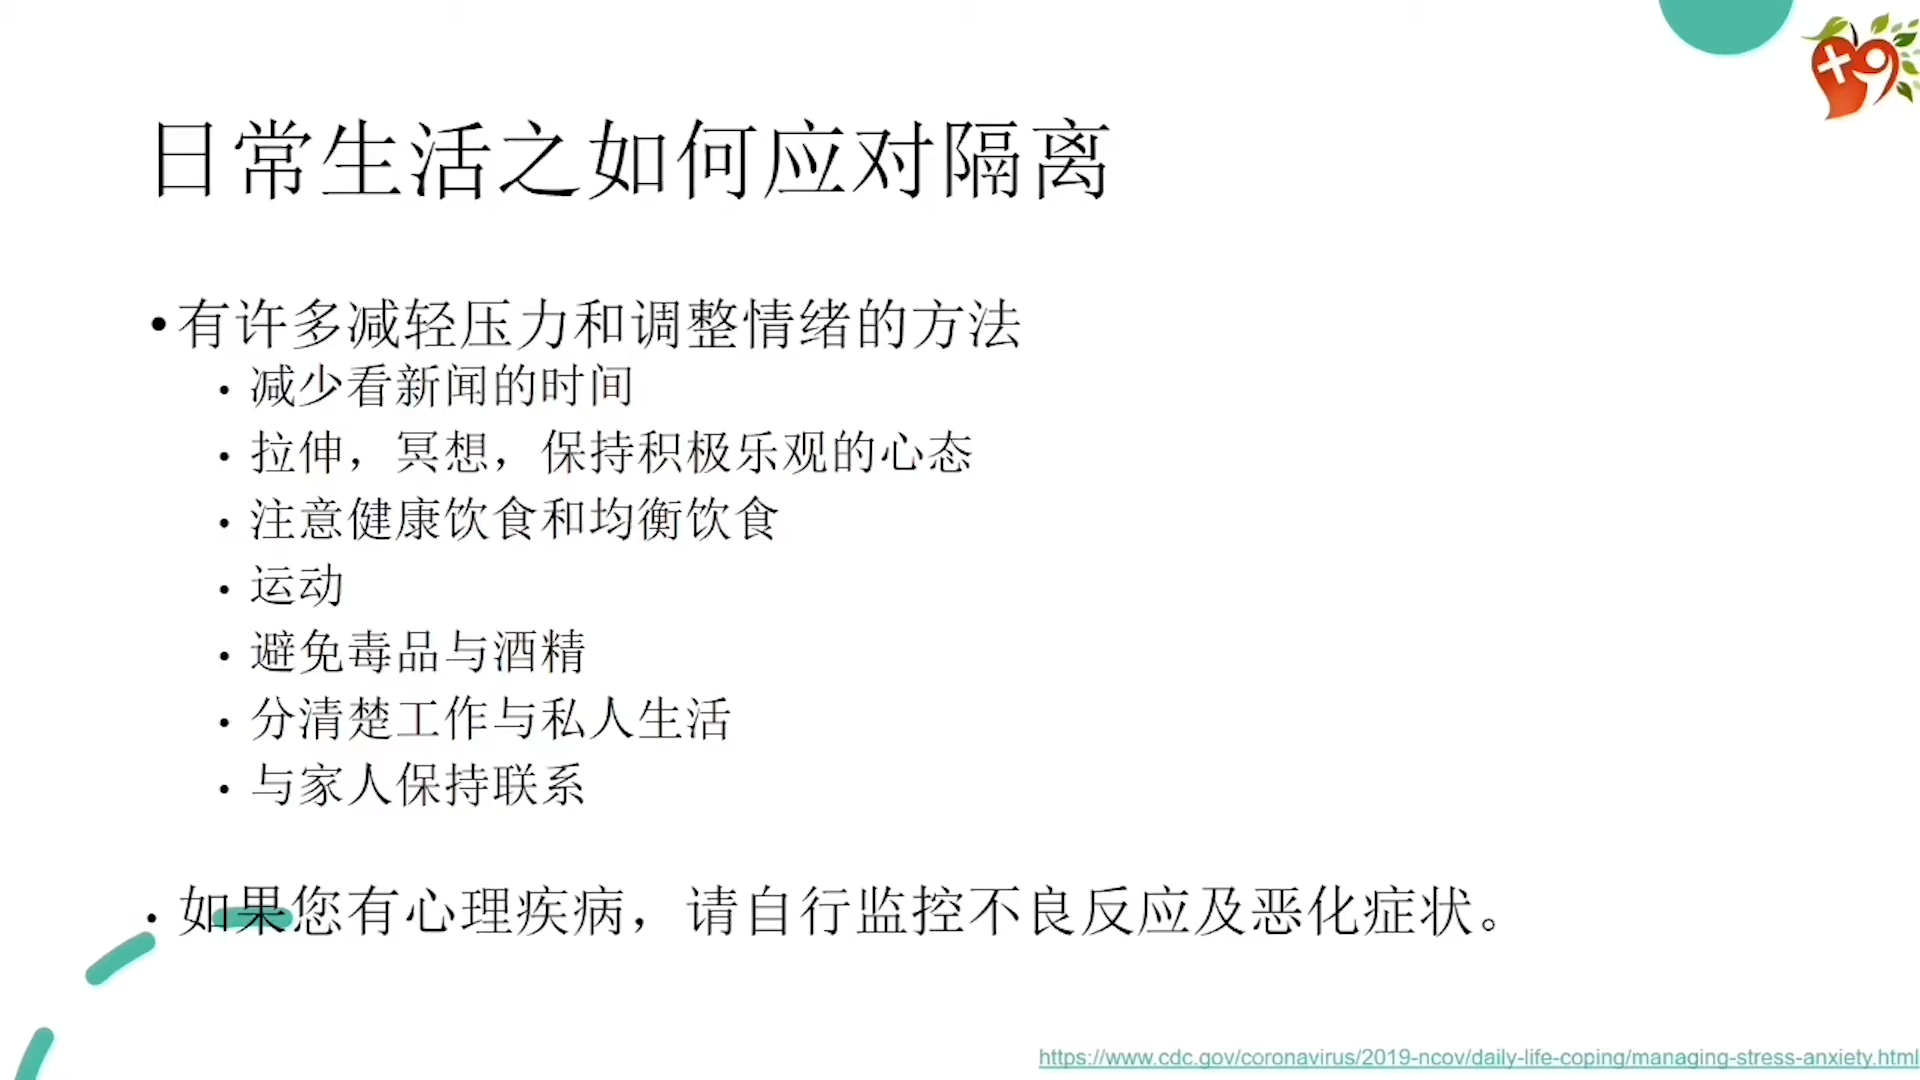 日常生活之如何应对隔离
•有许多减轻压力和调整情绪的方法
• 减少看新闻的时间
• 拉伸，冥想，保持积极乐观的心态
• 注意健康饮食和均衡饮食
• 运动
• 避免毒品与酒精
• 分清楚工作与私人生活
• 与家人保持联系
• 如果您有心理疾病，请自行监控不良反应及恶化症状。
https://www.cdc.gov/coronavirus/2019-ncov/daily-life-coping/managing-stress-anxiety.html